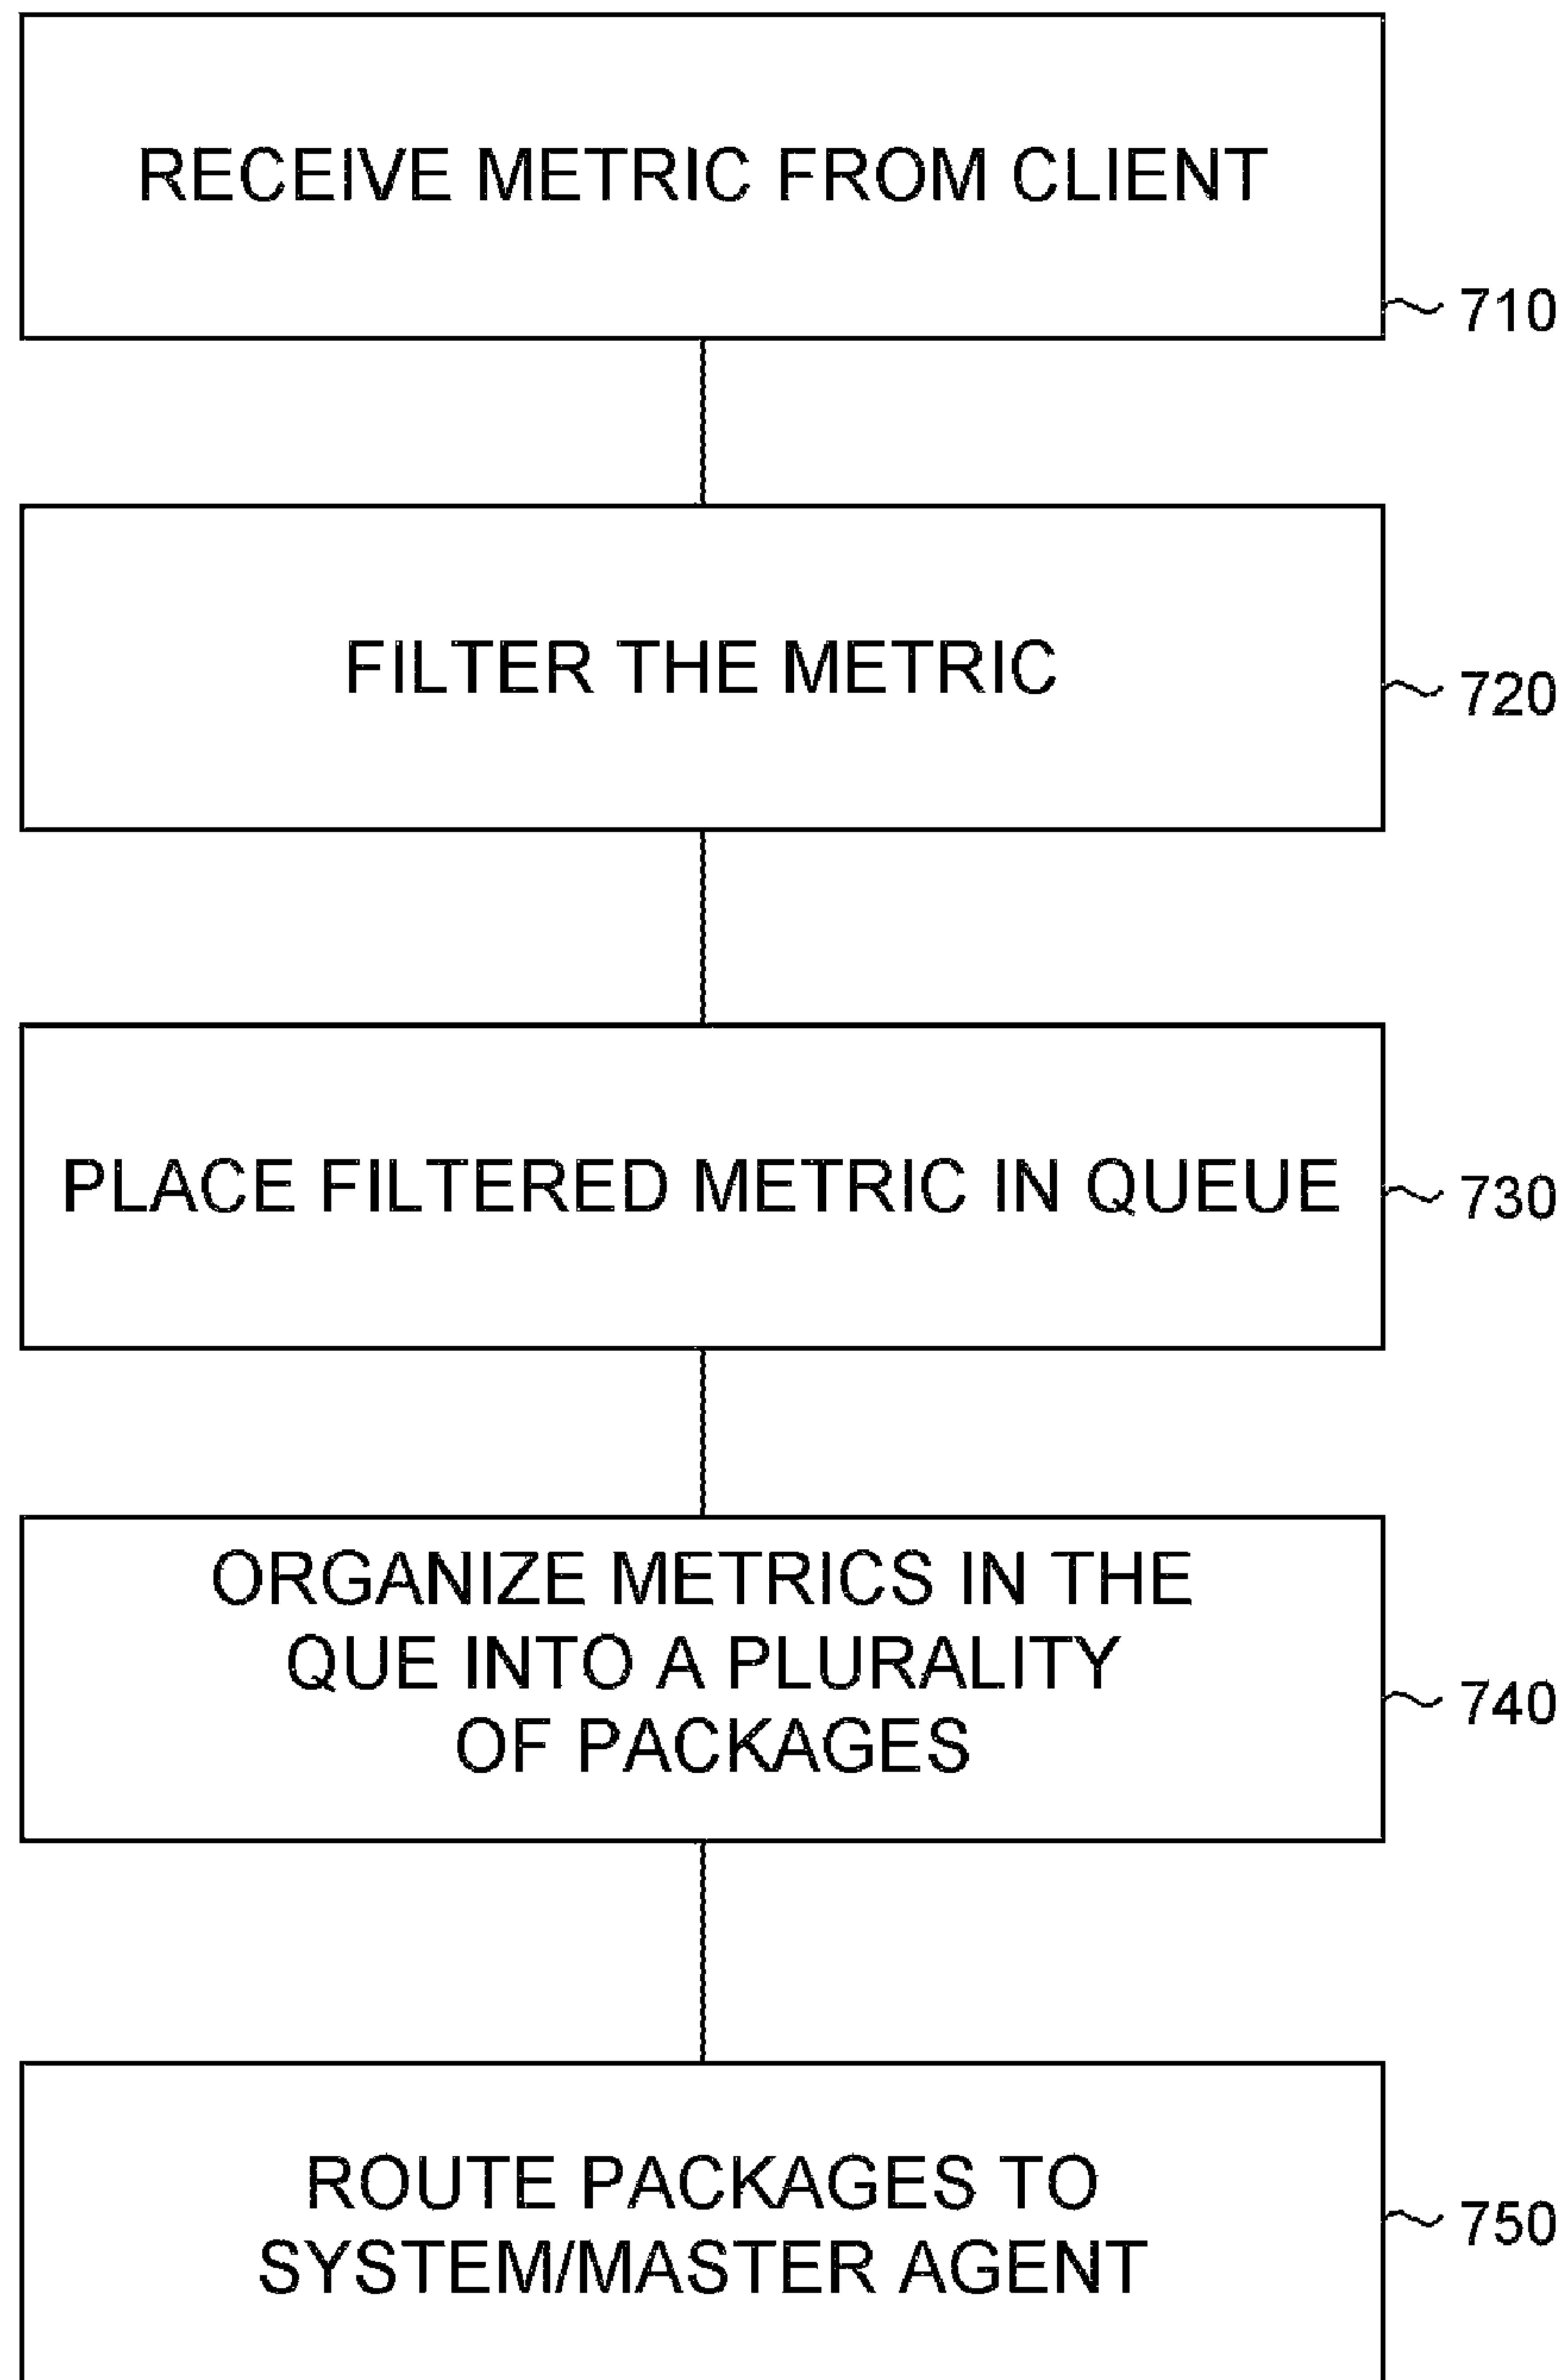 RECEIVE METRIC FROM CLIENT
710
FILTER THE METRIC
720
PLACE FILTERED METRIC IN QUEUE
730
ORGANIZE METRICS IN THE
QUE INTO A PLURALITY
OF PACKAGES
740
ROUTE PACKAGES TO
SYSTEM/MASTER AGENT
750